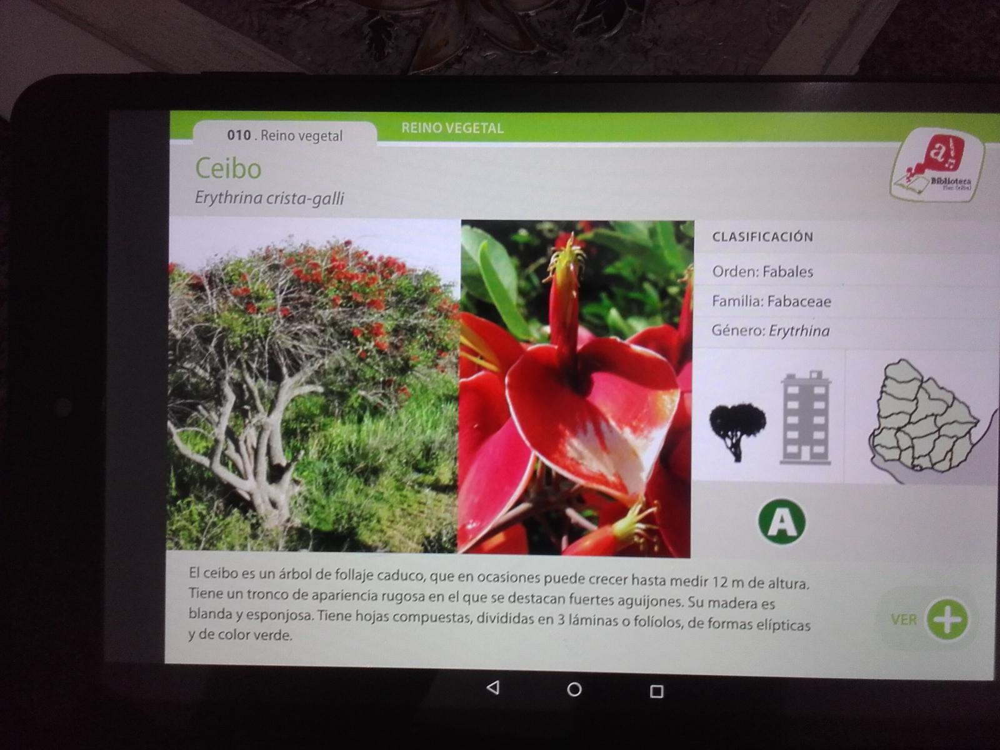 010 . Reino vegetal
REINO VEGETAL
Ceibo
Erythrina crista-galli
a!
Biblioteca
Plan Ceibal
CLASIFICACIÓN
Orden: Fabales
Familia: Fabaceae
Género: Erytrhina
A
El ceibo es un árbol de follaje caduco, que en ocasiones puede crecer hasta medir 12 m de altura.
Tiene un tronco de apariencia rugosa en el que se destacan fuertes aguijones. Su madera es
blanda y esponjosa. Tiene hojas compuestas, divididas en 3 láminas o folíolos, de formas elípticas
y de color verde.
VER